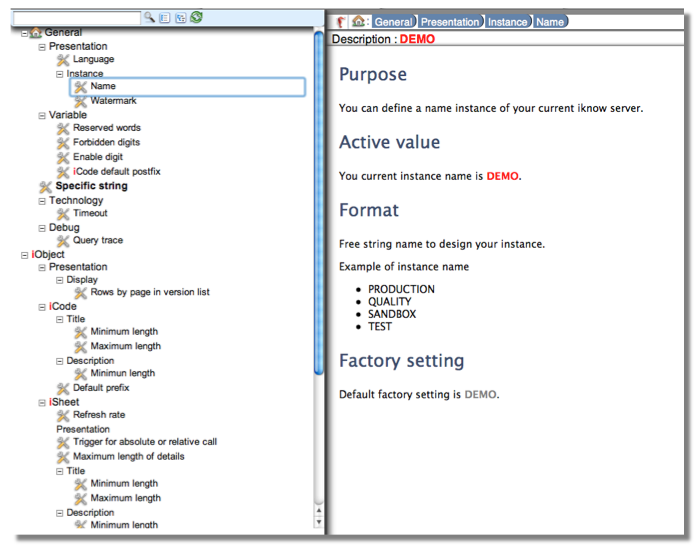 General
Presentation
Language
Instance
Name
Watermark
Variable
Reserved words
Forbidden digits
Enable digit
iCode default postfix
Specific string
Technology
Timeout
Debug
Query trace
iObject
Presentation
Display
Rows by page in version list
iCode
Title
Minimum length
Maximum length
Description
Minimun length
Default prefix
iSheet
Refresh rate
Presentation
Trigger for absolute or relative call
Maximum length of details
Title
Minimum length
Maximum length
Description
Minimum length
: General Presentation Instance Name
Description : DEMO
Purpose
You can define a name instance of your current iknow server.
Active value
You current instance name is DEMO.
Format
Free string name to design your instance.
Example of instance name
• PRODUCTION
• QUALITY
• SANDBOX
• TEST
Factory setting
Default factory setting is DEMO.